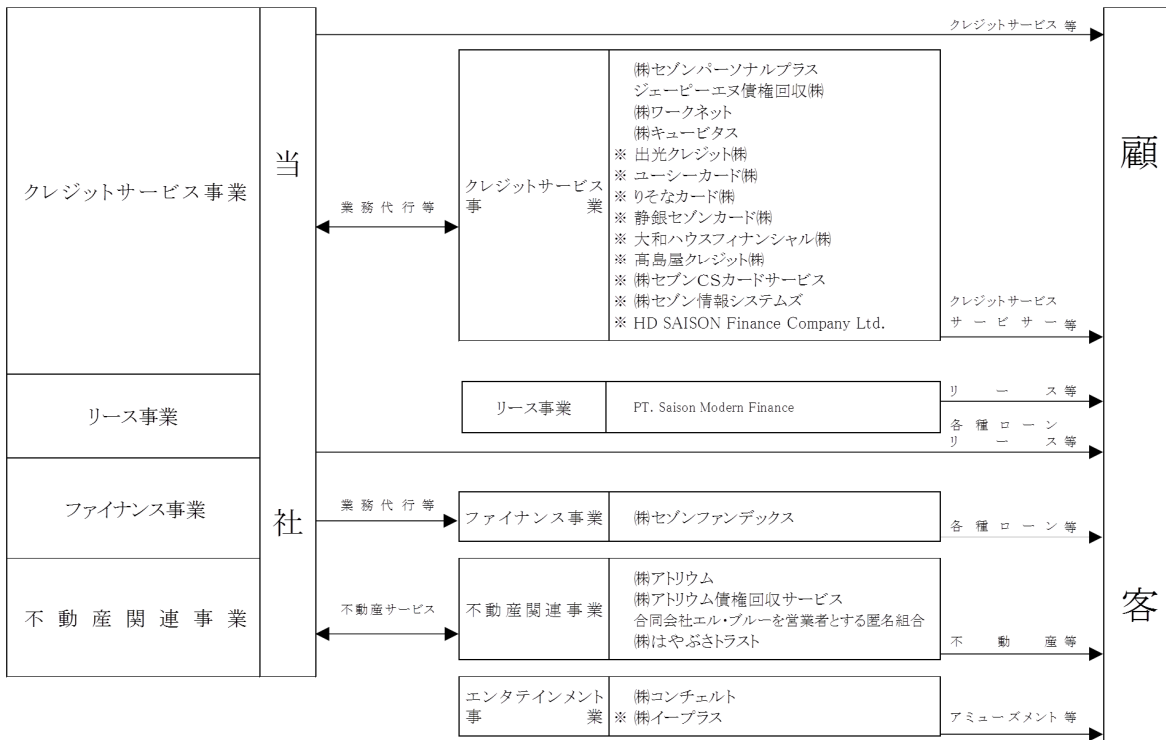 クレジットサービス事業
リース事業
ファイナンス事業
不動産関連事業
当社
クレジットサービス等
業務代行等
クレジットサービス
事業
㈱セゾンパーソナルプラス
ジェーピーエヌ債権回収㈱
㈱ワークネット
㈱キュービタス
※ 出光クレジット㈱
※ ユーシーカード㈱
※ りそなカード㈱
※ 静銀セゾンカード㈱
※ 大和ハウスフィナンシャル㈱
※ 髙島屋クレジット㈱
※ ㈱セブンCSカードサービス
※ ㈱セゾン情報システムズ
※ HD SAISON Finance Company Ltd.
クレジットサービス
サービサー等
リース事業
PT. Saison Modern Finance
リース等
各種ローン
リース等
業務代行等
ファイナンス事業
㈱セゾンファンデックス
各種ローン等
不動産サービス
不動産関連事業
㈱アトリウム
㈱アトリウム債権回収サービス
合同会社エル・ブルーを営業者とする匿名組合
㈱はやぶさトラスト
不動産等
エンタテインメント
事業
㈱コンチェルト
※ ㈱イープラス
アミューズメント等
顧客